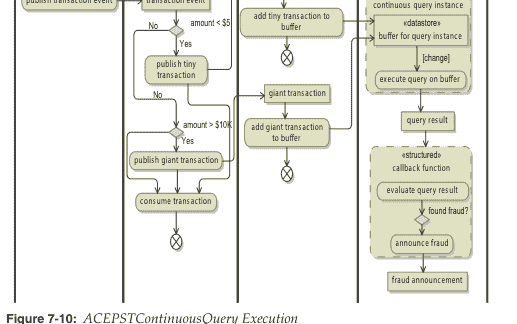 publish transaction event
transaction event
No
amount < $5
Yes
publish tiny
transaction
No
amount > $10K
Yes
publish giant transaction
consume transaction
add tiny transaction to
buffer
giant transaction
add giant transaction
to buffer
continuous query instance
«datastore»
buffer for query instance
[change]
execute query on buffer
query result
«structured»
callback function
evaluate query result
found fraud?
announce fraud
fraud announcement
Figure 7-10: ACEPSTContinuousQuery Execution